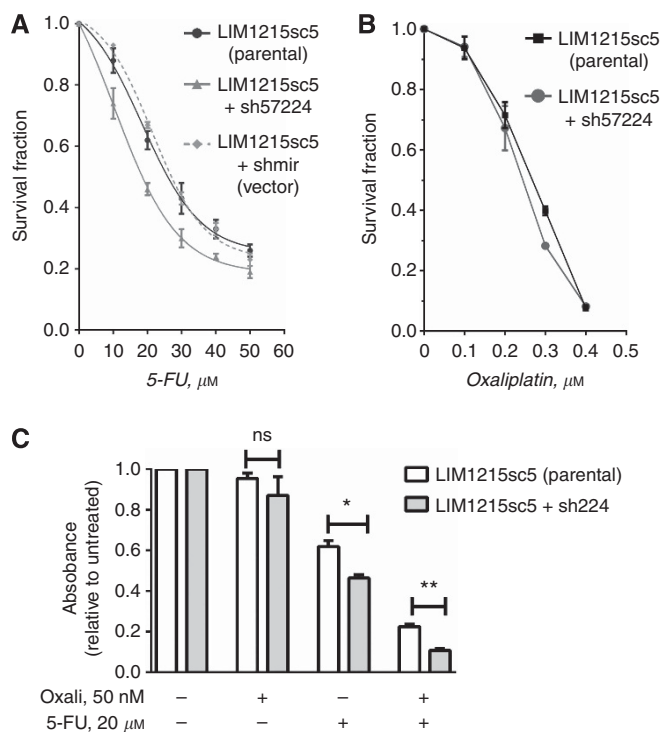 A
1.0
0.8
0.6
0.4
0.2
0.0
Survival fraction
0 10 20 30 40 50 60
5-FU, μM
LIM1215sc5
(parental)
LIM1215sc5
+ sh57224
LIM1215sc5
+ shmir
(vector)
B
1.0
0.8
0.6
0.4
0.2
0.0
Survival fraction
0 0.1 0.2 0.3 0.4 0.5
Oxaliplatin, μM
LIM1215sc5
(parental)
LIM1215sc5
+ sh57224
C
1.0
0.8
0.6
0.4
0.2
0.0
Absobance
(relative to untreated)
ns
*
**
LIM1215sc5 (parental)
LIM1215sc5 + sh224
Oxali, 50 nM – + – +
5-FU, 20 μM – – + +